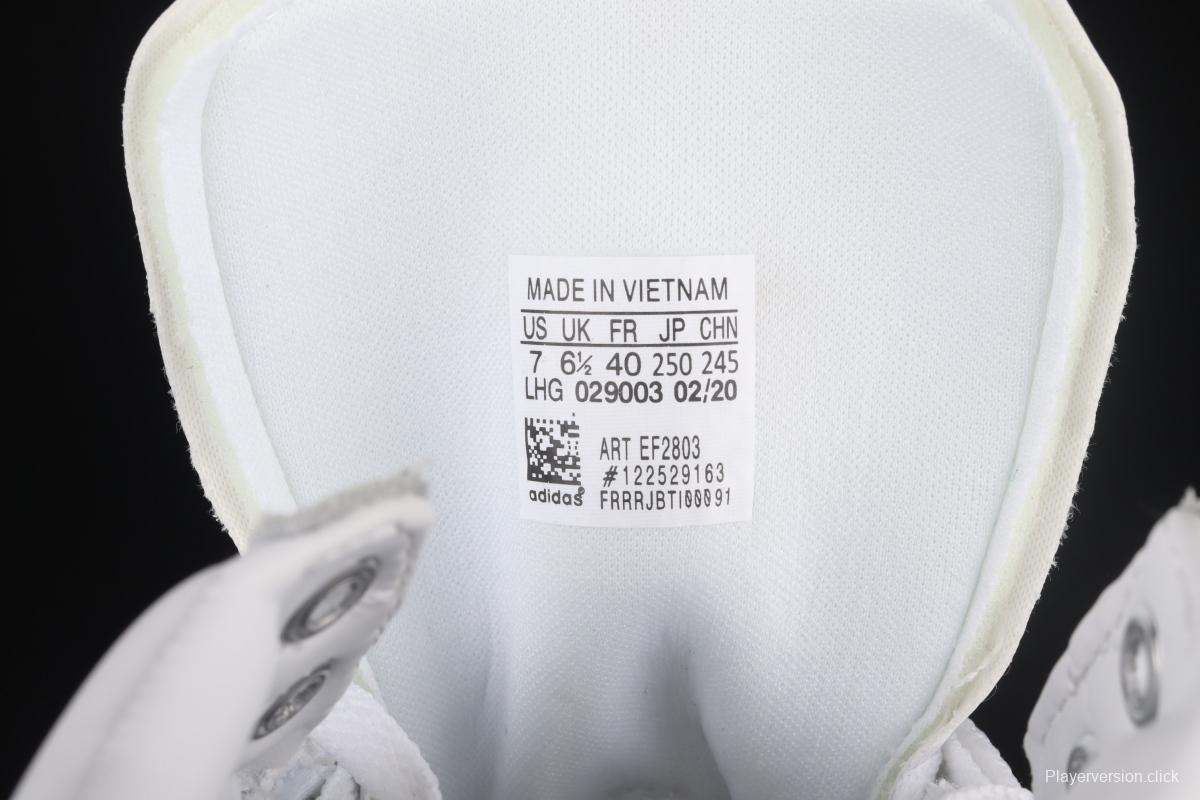 MADE IN VIETNAM
US UK FR JP CHN
7 6½ 40 250 245
LHG 029003 02/20
ART EF2803
#122529163
adidas®
FRRRJBTI00091
Playerversion.click